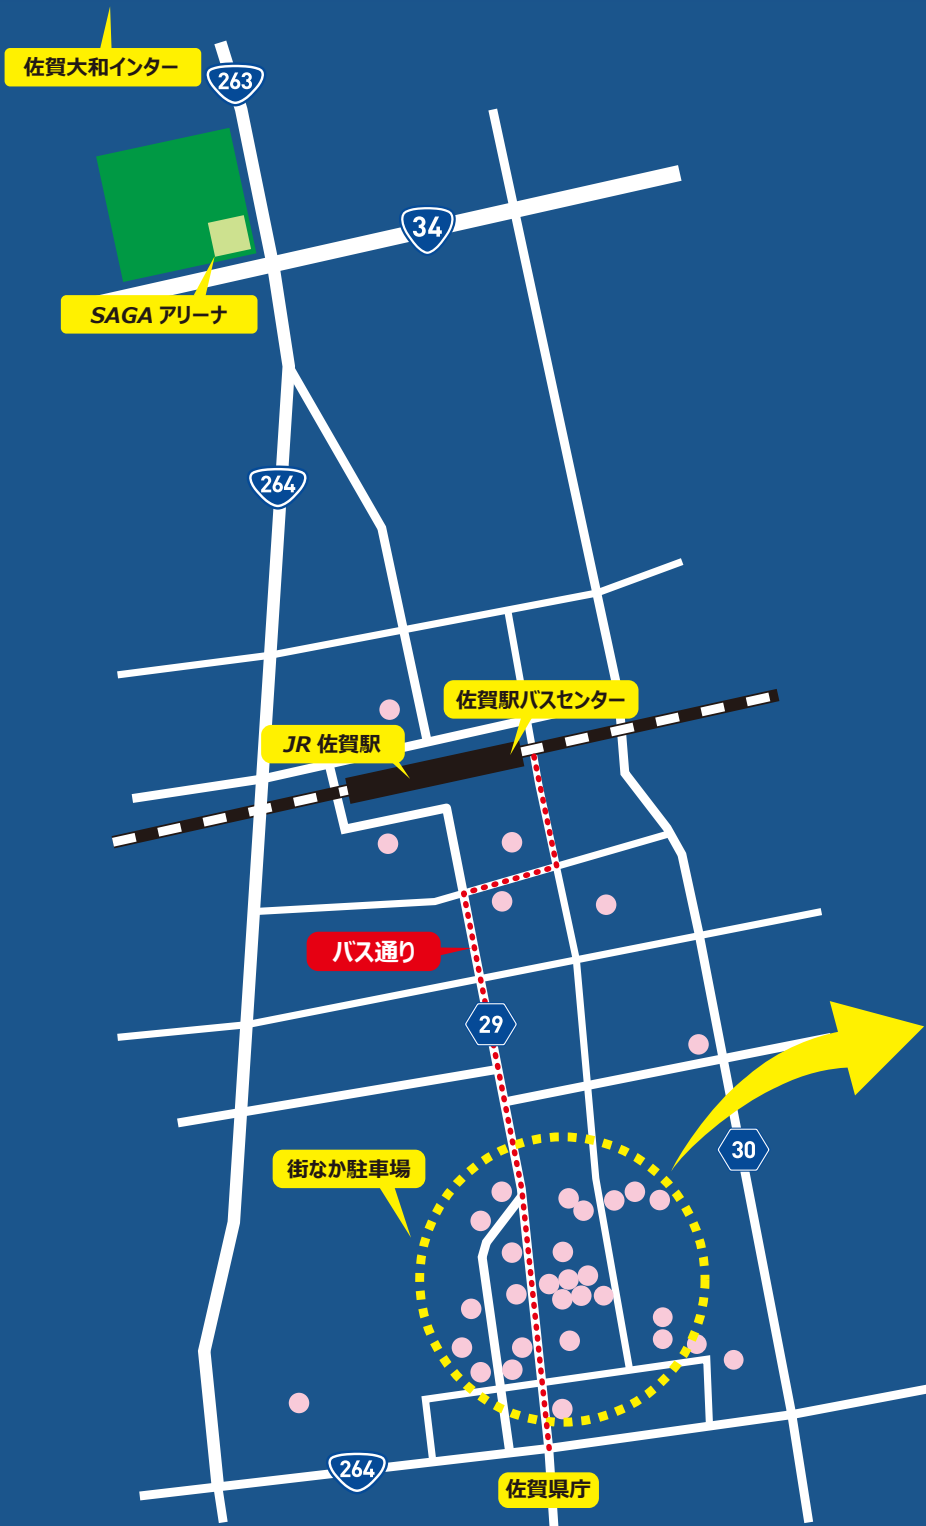 佐賀大和インター
263
34
SAGA アリーナ
264
佐賀駅バスセンター
JR 佐賀駅
バス通り
29
30
街なか駐車場
264
佐賀県庁